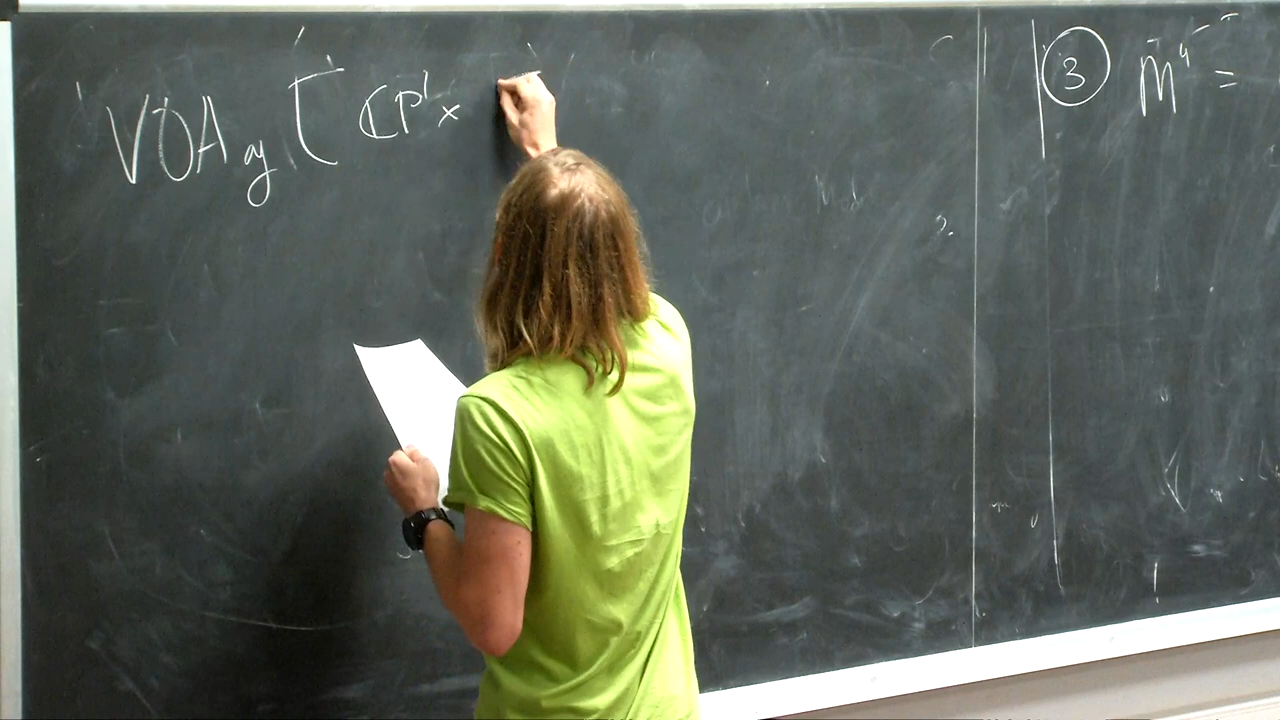 VOA_g [ ℂP¹ ×
③ M⁴ =